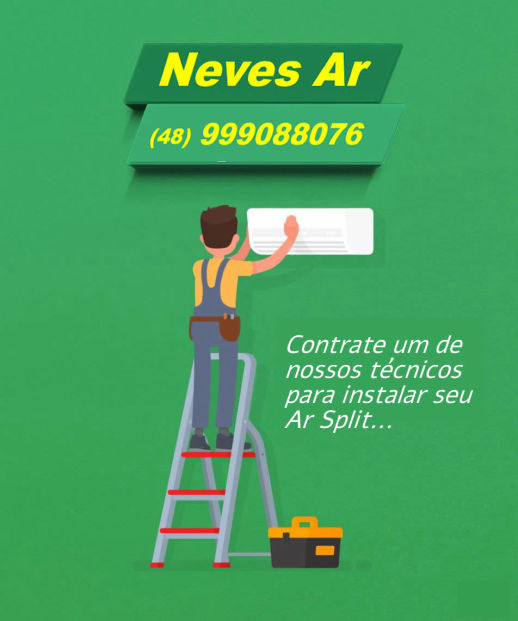 Neves Ar
(48) 999088076
Contrate um de
nossos técnicos
para instalar seu
Ar Split...